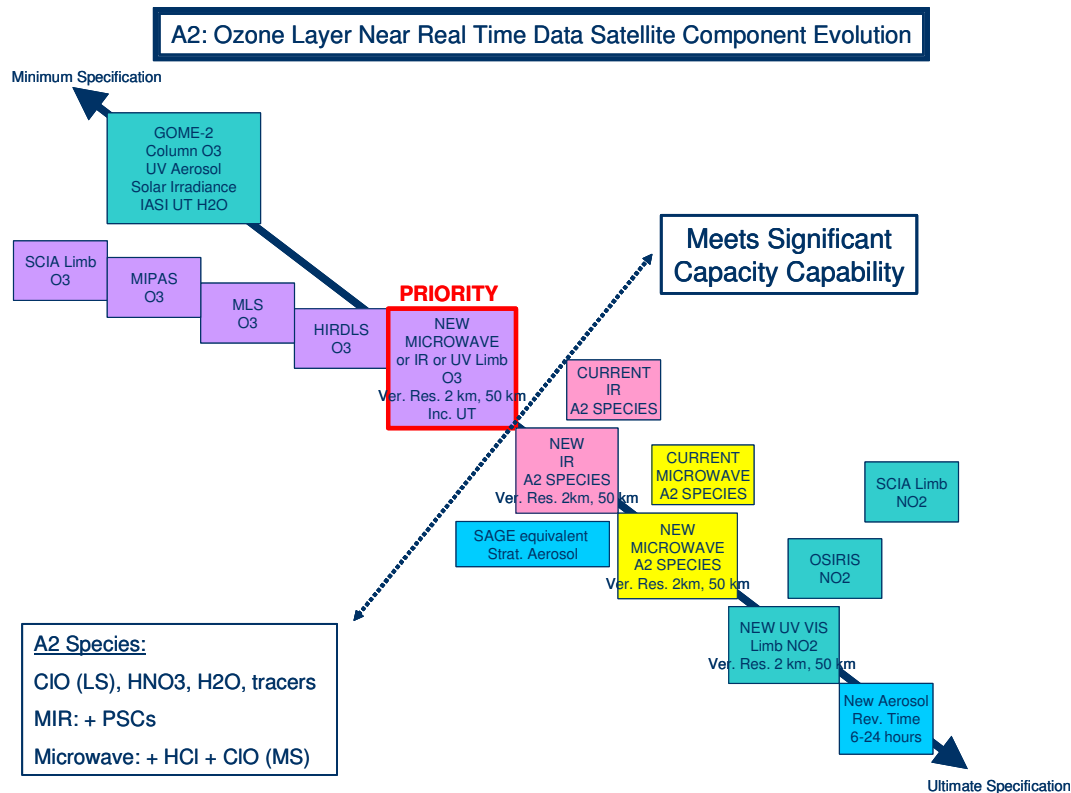 A2: Ozone Layer Near Real Time Data Satellite Component Evolution
Minimum Specification
GOME-2
Column O3
UV Aerosol
Solar Irradiance
IASI UT H2O
SCIA Limb
O3
MIPAS
O3
MLS
O3
HIRDLS
O3
PRIORITY
NEW
MICROWAVE
or IR or UV Limb
O3
Ver. Res. 2 km, 50 km
Inc. UT
Meets Significant
Capacity Capability
CURRENT
IR
A2 SPECIES
NEW
IR
A2 SPECIES
Ver. Res. 2km, 50 km
CURRENT
MICROWAVE
A2 SPECIES
SCIA Limb
NO2
SAGE equivalent
Strat. Aerosol
NEW
MICROWAVE
A2 SPECIES
Ver. Res. 2km, 50 km
OSIRIS
NO2
NEW UV VIS
Limb NO2
Ver. Res. 2 km, 50 km
New Aerosol
Rev. Time
6-24 hours
A2 Species:
ClO (LS), HNO3, H2O, tracers
MIR: + PSCs
Microwave: + HCl + ClO (MS)
Ultimate Specification